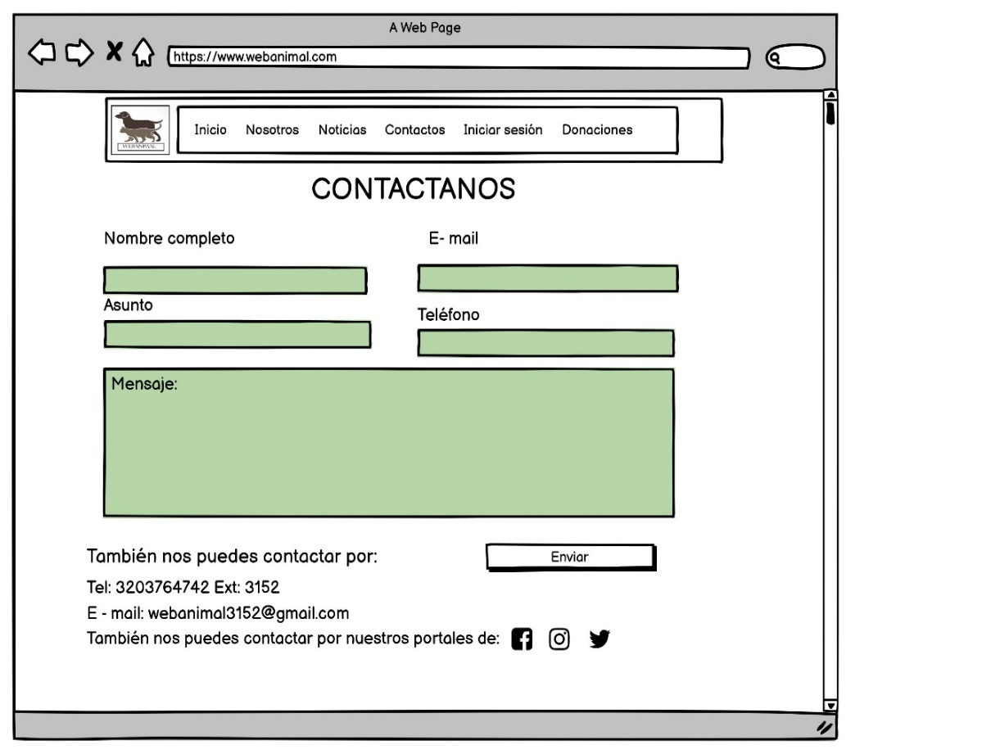 A Web Page
https://www.webanimal.com
WEBANIMAL
Inicio Nosotros Noticias Contactos Iniciar sesión Donaciones
CONTACTANOS
Nombre completo E- mail
Asunto
Teléfono
Mensaje:
También nos puedes contactar por: Enviar
Tel: 3203764742 Ext: 3152
E - mail: webanimal3152@gmail.com
También nos puedes contactar por nuestros portales de: